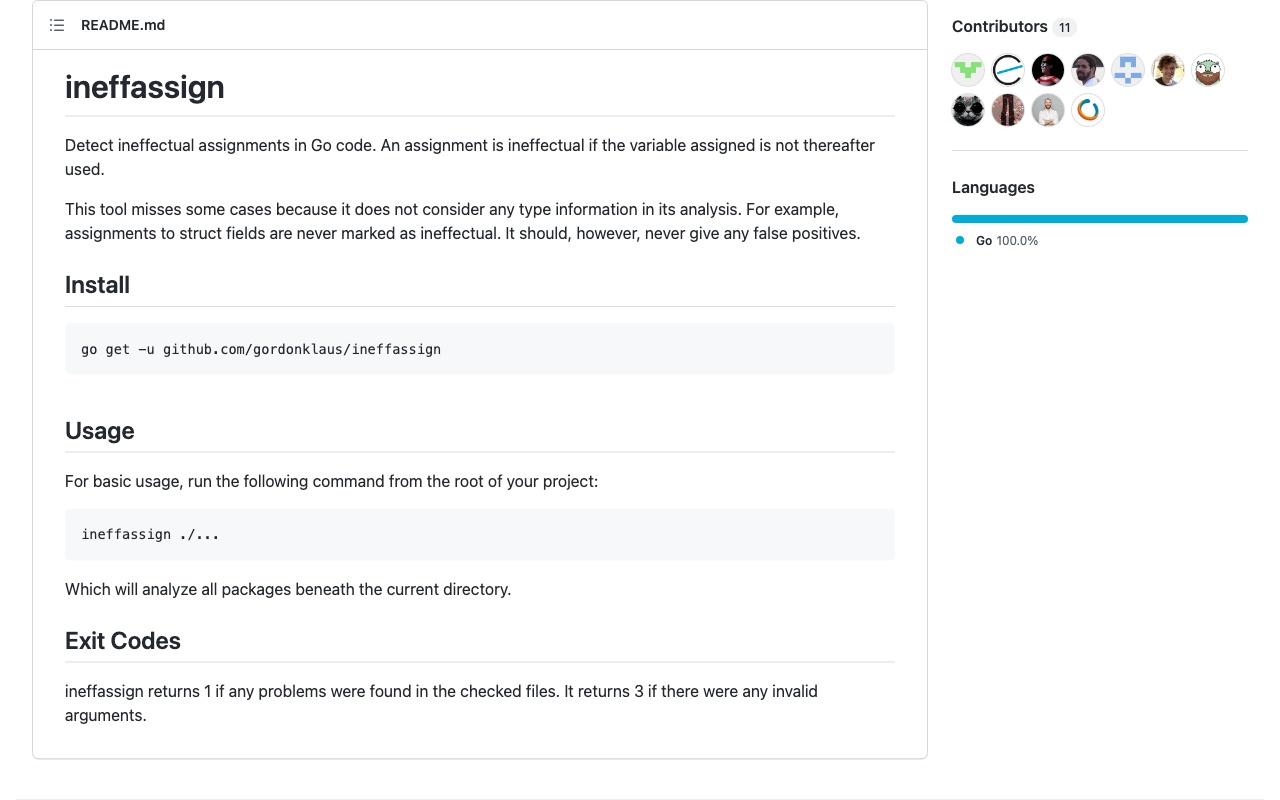 README.md
ineffassign
Detect ineffectual assignments in Go code. An assignment is ineffectual if the variable assigned is not thereafter
used.
This tool misses some cases because it does not consider any type information in its analysis. For example,
assignments to struct fields are never marked as ineffectual. It should, however, never give any false positives.
Install
go get -u github.com/gordonklaus/ineffassign
Usage
For basic usage, run the following command from the root of your project:
ineffassign ./...
Which will analyze all packages beneath the current directory.
Exit Codes
ineffassign returns 1 if any problems were found in the checked files. It returns 3 if there were any invalid
arguments.
Contributors 11
Languages
Go 100.0%